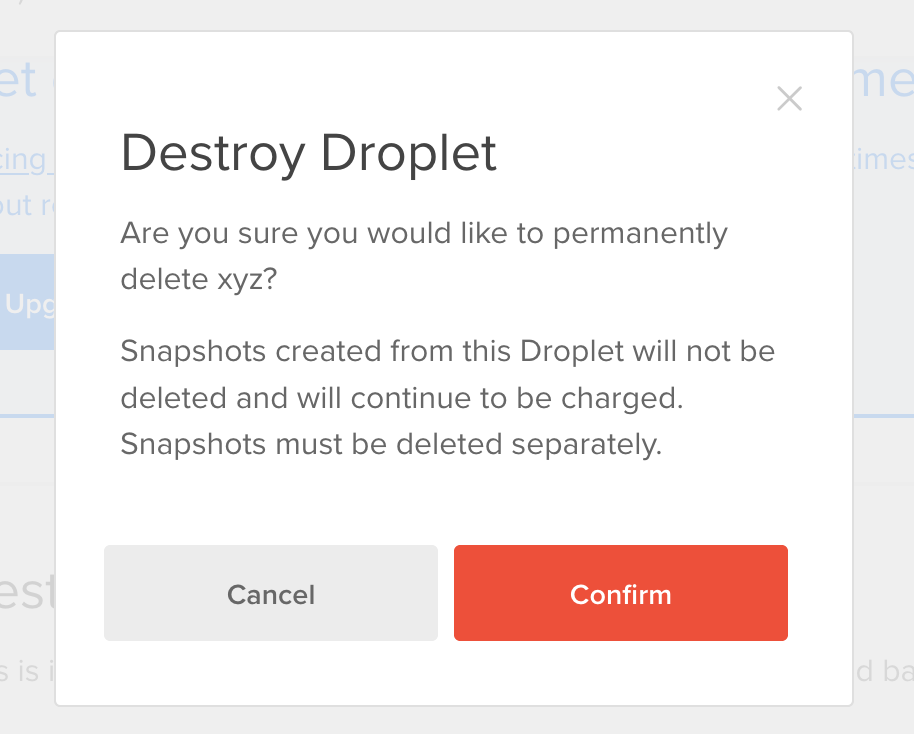 Destroy Droplet
Are you sure you would like to permanently
delete xyz?
Snapshots created from this Droplet will not be
deleted and will continue to be charged.
Snapshots must be deleted separately.
Cancel
Confirm